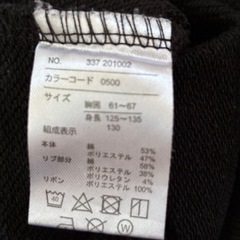 NO. 337 201002
カラーコード 0500
サイズ
胸囲 61～67
身長 125～135
130
組成表示
本体 綿 53%
ポリエステル 47%
リブ部分 綿 58%
ポリエステル 38%
ポリウレタン 4%
リボン ポリエステル 100%
40